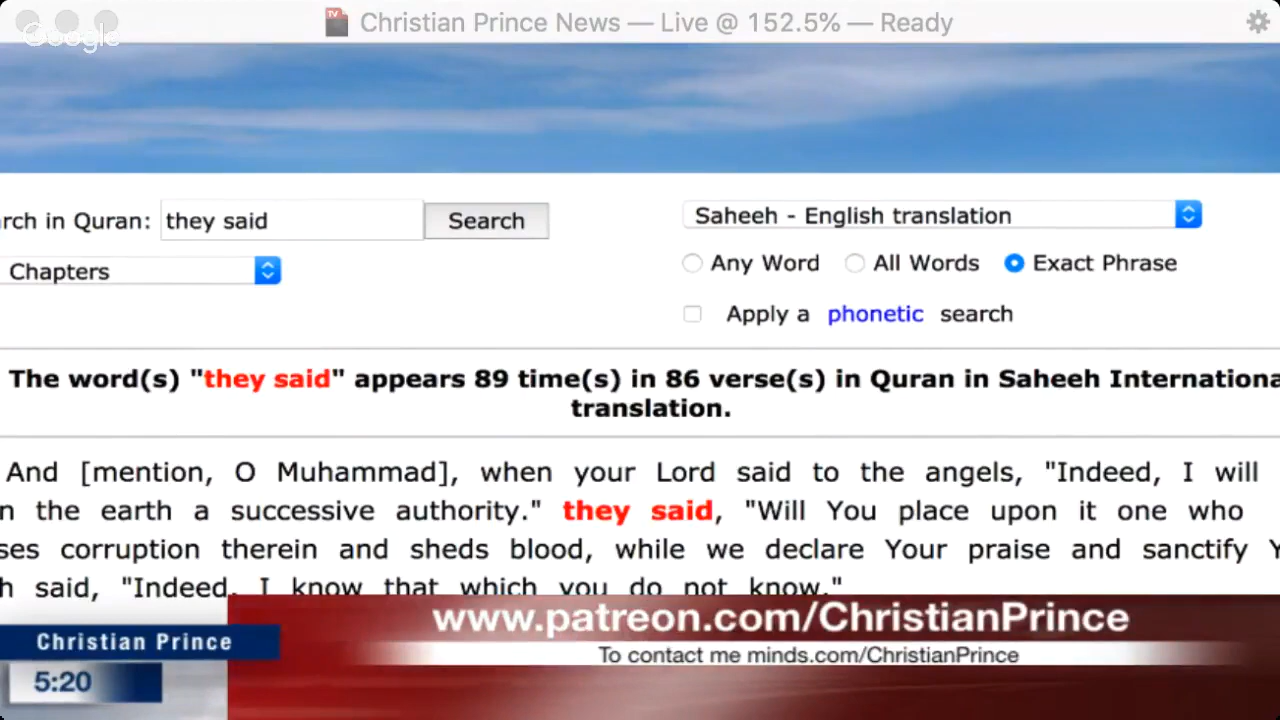 Christian Prince News — Live @ 152.5% — Ready
Google
rch in Quran: they said Search
Saheeh - English translation
Chapters
Any Word All Words Exact Phrase
Apply a phonetic search
The word(s) "they said" appears 89 time(s) in 86 verse(s) in Quran in Saheeh Internationa
translation.
And [mention, O Muhammad], when your Lord said to the angels, "Indeed, I will
n the earth a successive authority." they said, "Will You place upon it one who
ses corruption therein and sheds blood, while we declare Your praise and sanctify Y
h said, "Indeed, I know that which you do not know."
www.patreon.com/ChristianPrince
Christian Prince
To contact me minds.com/ChristianPrince
5:20